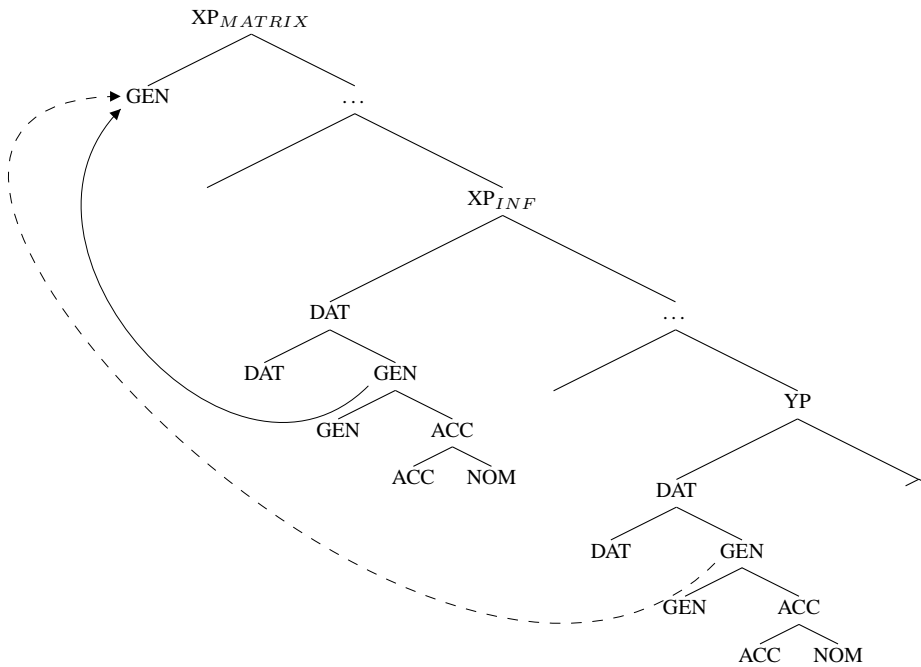 XP_MATRIX
GEN ...
XP_INF
DAT ...
DAT GEN YP
GEN ACC
ACC NOM
DAT
DAT GEN
GEN ACC
ACC NOM